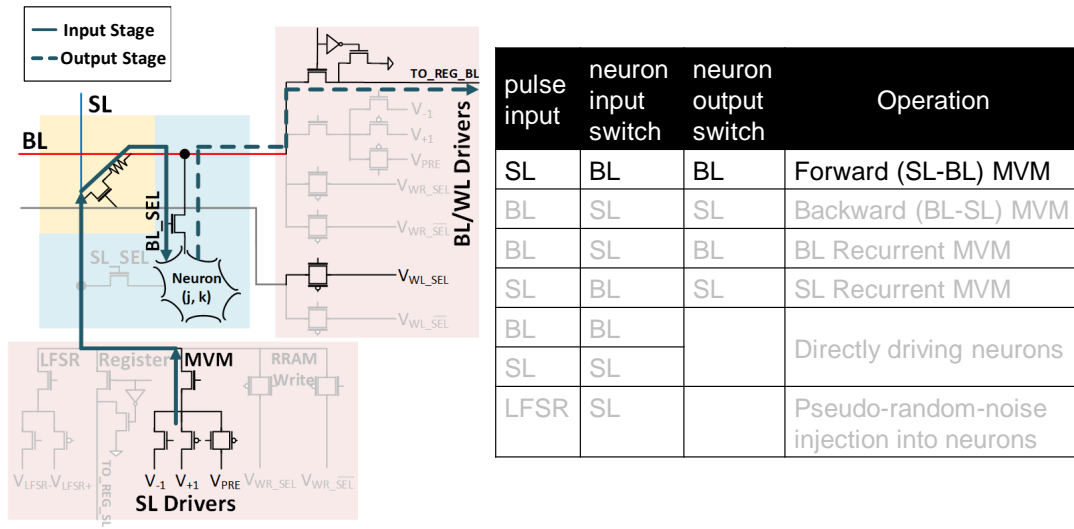 Input Stage
Output Stage
SL
BL
BL_SEL
SL_SEL
Neuron
(j, k)
TO_REG_BL
V-1
V+1
VPRE
VWR_SEL
VWR_S̅E̅L̅
VWL_SEL
VWL_S̅E̅L̅
BL/WL Drivers
LFSR
Register
MVM
RRAM
Write
VLFSR-
VLFSR+
TO_REG_SL
V-1
V+1
VPRE
VWR_SEL
VWR_S̅E̅L̅
SL Drivers
pulse input neuron input switch neuron output switch Operation
SL BL BL Forward (SL-BL) MVM
BL SL SL Backward (BL-SL) MVM
BL SL BL BL Recurrent MVM
SL BL SL SL Recurrent MVM
BL BL Directly driving neurons
SL SL
LFSR SL Pseudo-random-noise
injection into neurons